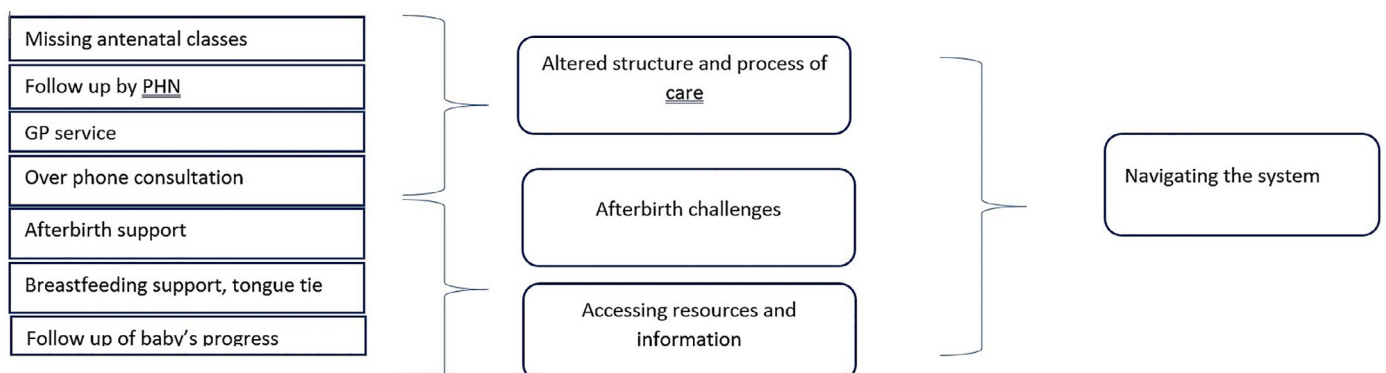 Missing antenatal classes
Follow up by PHN
GP service
Over phone consultation
Afterbirth support
Breastfeeding support, tongue tie
Follow up of baby's progress
Altered structure and process of
care
Afterbirth challenges
Accessing resources and
information
Navigating the system